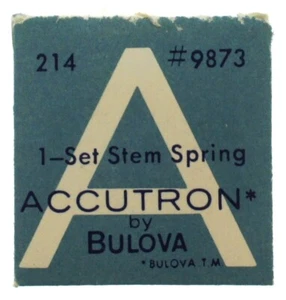 214 #9873
1-Set Stem Spring
ACCUTRON*
by
BULOVA
*BULOVA T.M.